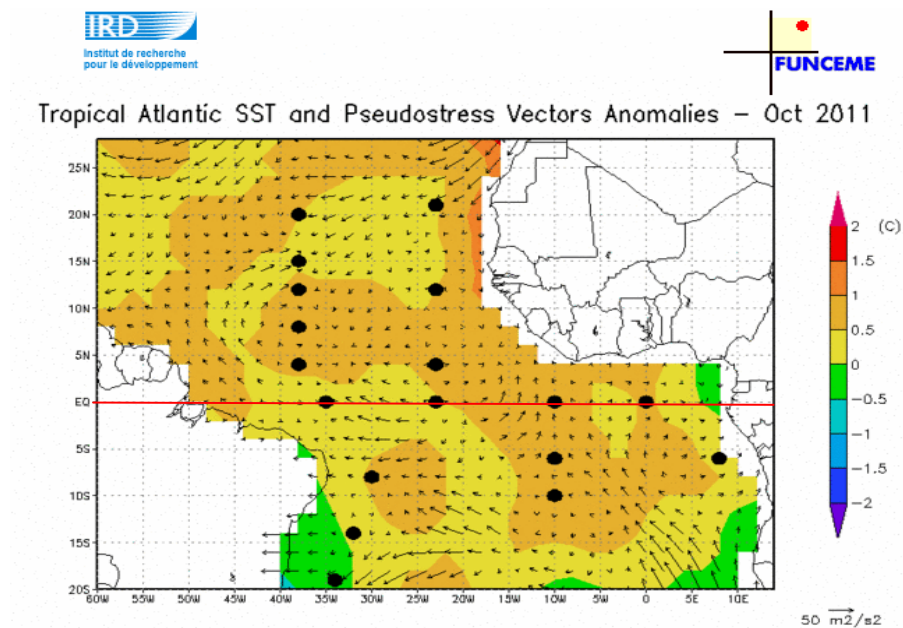 IRD
Institut de recherche
pour le développement
FUNCEME
Tropical Atlantic SST and Pseudostress Vectors Anomalies – Oct 2011
25N
20N
15N
10N
5N
EQ
5S
10S
15S
20S
60W 55W 50W 45W 40W 35W 30W 25W 20W 15W 10W 5W 0 5E 10E
(C)
2
1.5
1
0.5
0
−0.5
−1
−1.5
−2
50 m2/s2